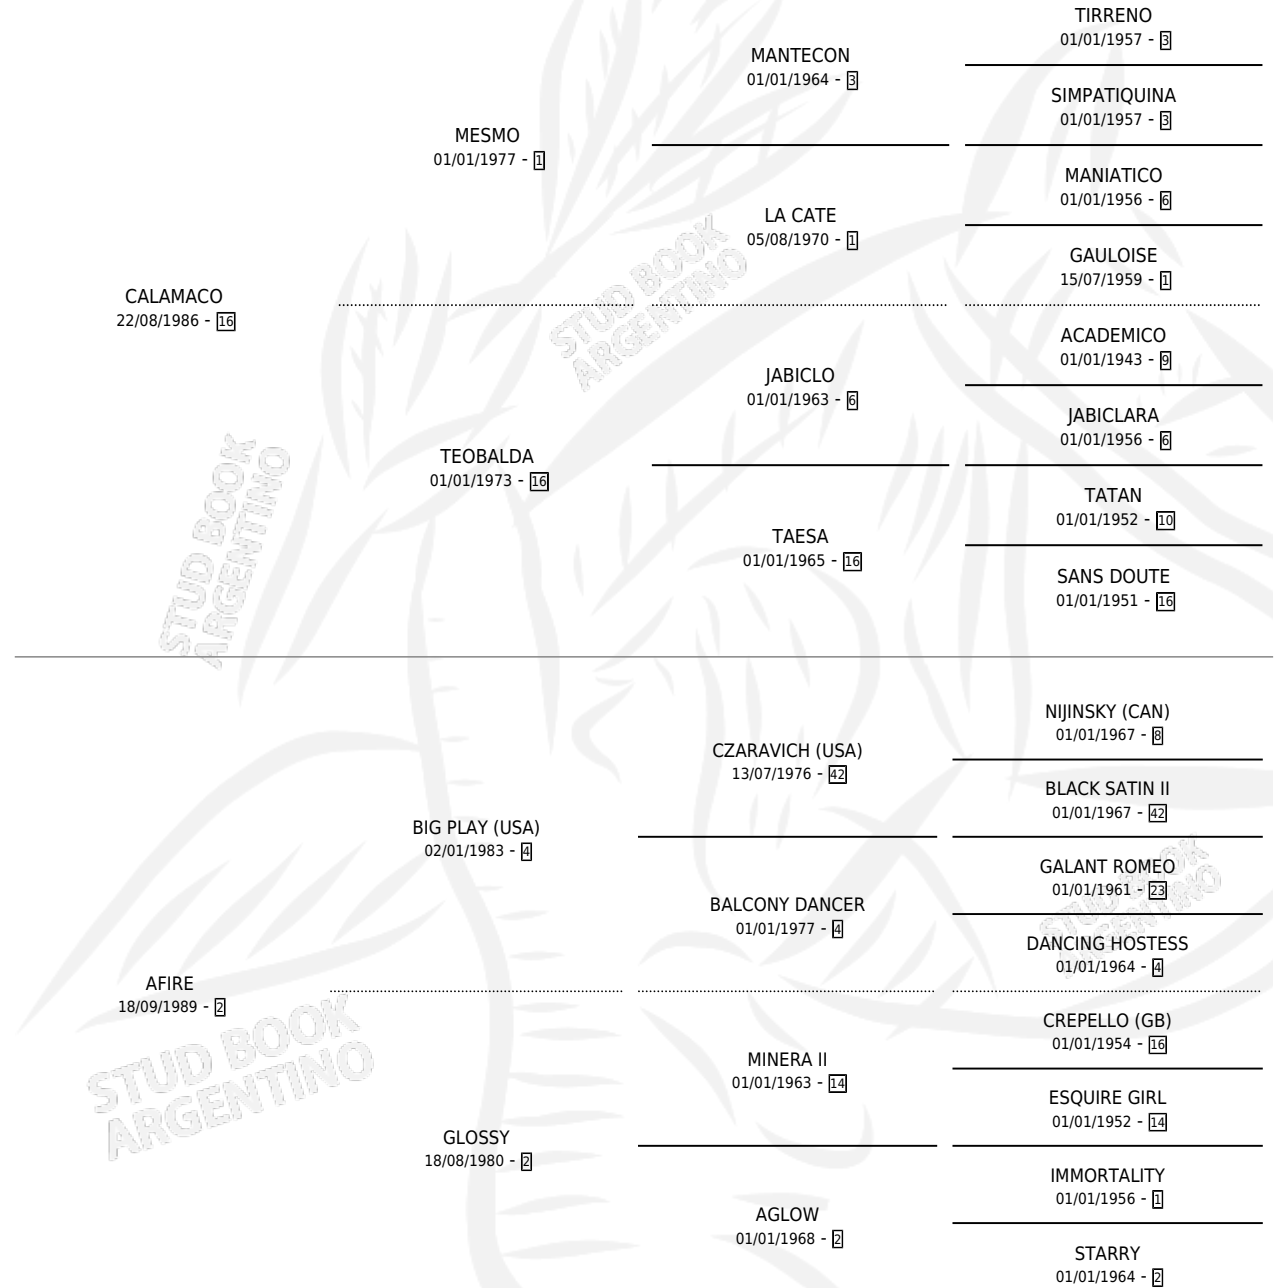 TIRRENO
01/01/1957 - 3
MANTECON
01/01/1964 - 3
SIMPATIQUINA
01/01/1957 - 3
MESMO
01/01/1977 - 1
MANIATICO
01/01/1956 - 6
LA CATE
05/08/1970 - 1
GAULOISE
15/07/1959 - 1
CALAMACO
22/08/1986 - 16
STUD BOOK
ARGENTINO
ACADEMICO
01/01/1943 - 9
JABICLO
01/01/1963 - 6
JABICLARA
01/01/1956 - 6
TEOBALDA
01/01/1973 - 16
TATAN
01/01/1952 - 10
TAESA
01/01/1965 - 16
SANS DOUTE
01/01/1951 - 16
STUD BOOK
ARGENTINO
NIJINSKY (CAN)
01/01/1967 - 8
CZARAVICH (USA)
13/07/1976 - 42
BLACK SATIN II
01/01/1967 - 42
BIG PLAY (USA)
02/01/1983 - 4
GALANT ROMEO
01/01/1961 - 23
BALCONY DANCER
01/01/1977 - 4
STUD BOOK
ARGENTINO
DANCING HOSTESS
01/01/1964 - 4
AFIRE
18/09/1989 - 2
CREPELLO (GB)
01/01/1954 - 16
STUD BOOK
ARGENTINO
MINERA II
01/01/1963 - 14
ESQUIRE GIRL
01/01/1952 - 14
GLOSSY
18/08/1980 - 2
IMMORTALITY
01/01/1956 - 1
AGLOW
01/01/1968 - 2
STARRY
01/01/1964 - 2